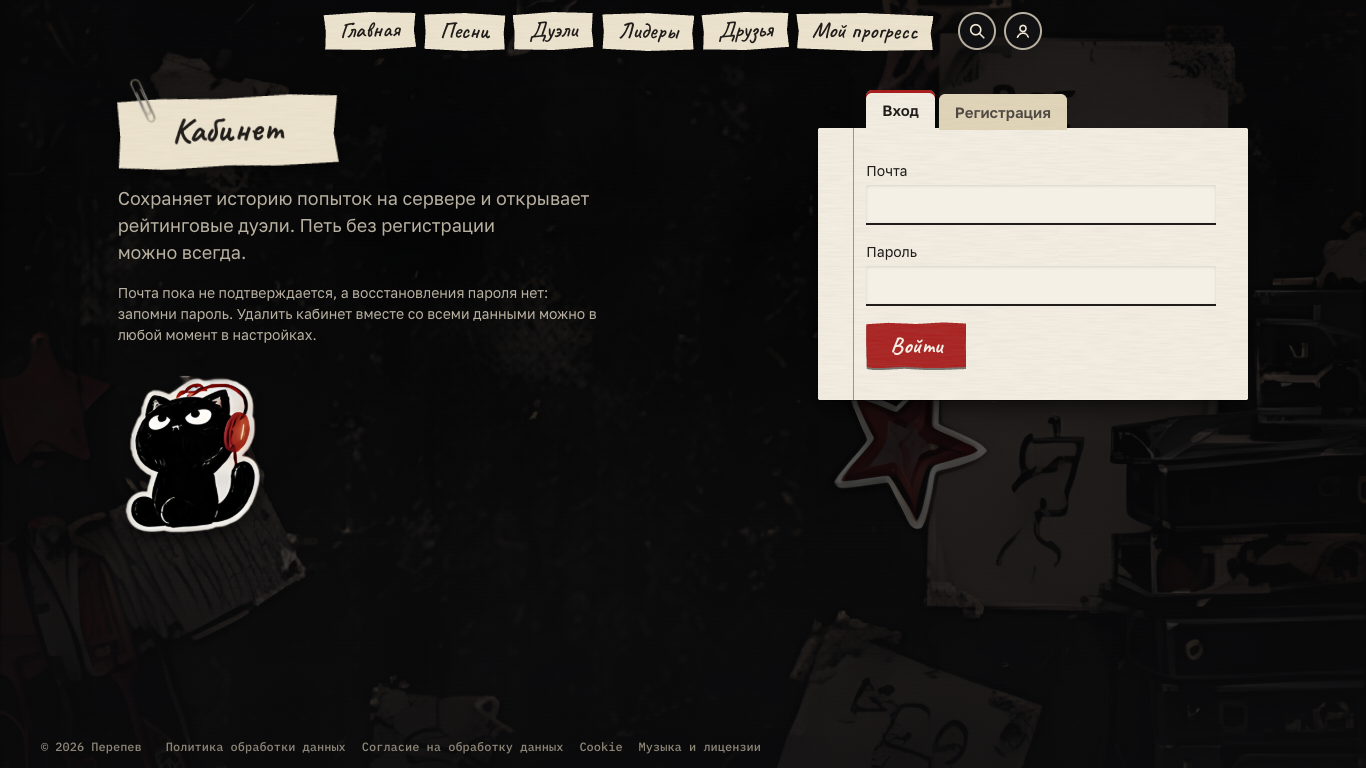 Главная Песни Дуэли Лидеры Друзья Мой прогресс
Кабинет
Сохраняет историю попыток на сервере и открывает
рейтинговые дуэли. Петь без регистрации
можно всегда.
Почта пока не подтверждается, а восстановления пароля нет:
запомни пароль. Удалить кабинет вместе со всеми данными можно в
любой момент в настройках.
Вход Регистрация
Почта
Пароль
Войти
© 2026 Перепев Политика обработки данных Согласие на обработку данных Cookie Музыка и лицензии